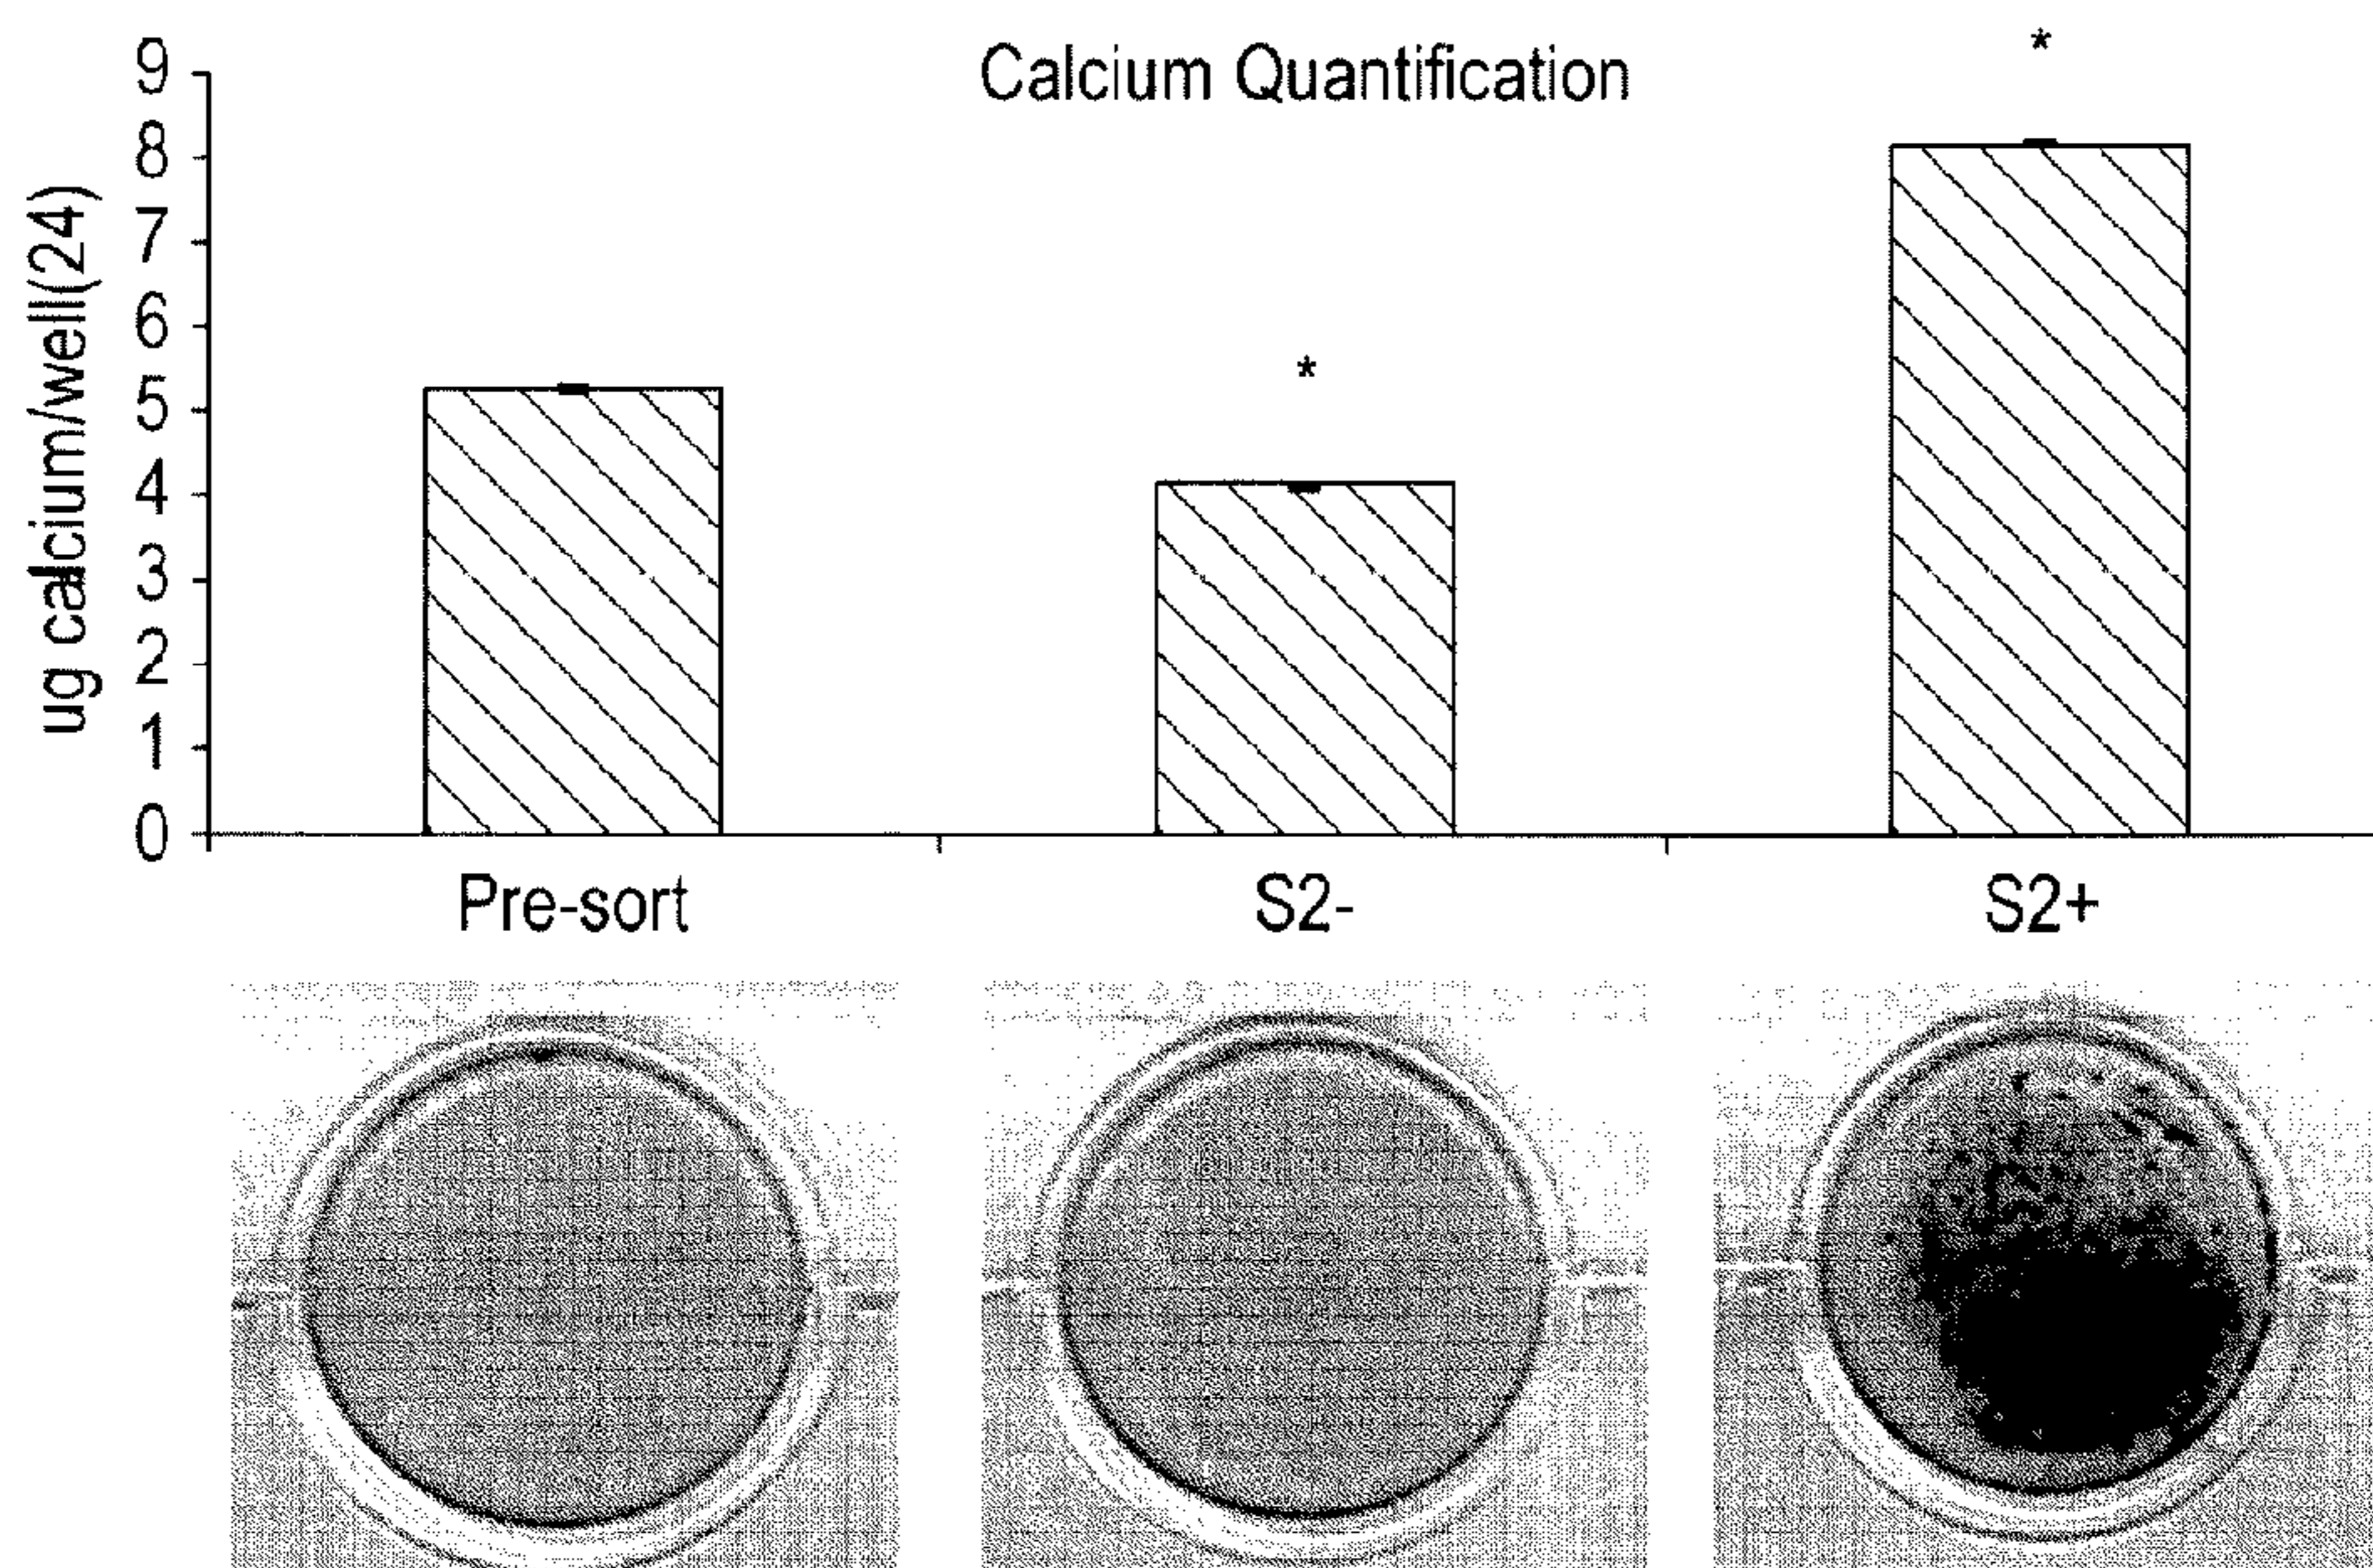 Calcium Quantification
*
*
ug calcium/well(24)
9
8
7
6
5
4
3
2
1
0
Pre-sort
S2-
S2+